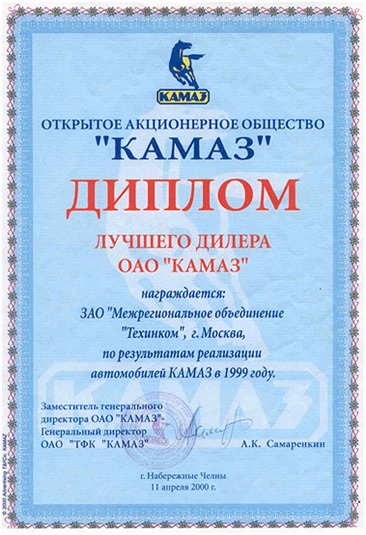 КАМАЗ
ОТКРЫТОЕ АКЦИОНЕРНОЕ ОБЩЕСТВО
"КАМАЗ"
ДИПЛОМ
ЛУЧШЕГО ДИЛЕРА
ОАО "КАМАЗ"
награждается:
ЗАО "Межрегиональное объединение
"Техинком", г. Москва,
по результатам реализации
автомобилей КАМАЗ в 1999 году.
КАМАЗ
Заместитель генерального
директора ОАО "КАМАЗ"-
Генеральный директор
ОАО "ТФК "КАМАЗ"
А.К. Самаренкин
г. Набережные Челны
11 апреля 2000 г.